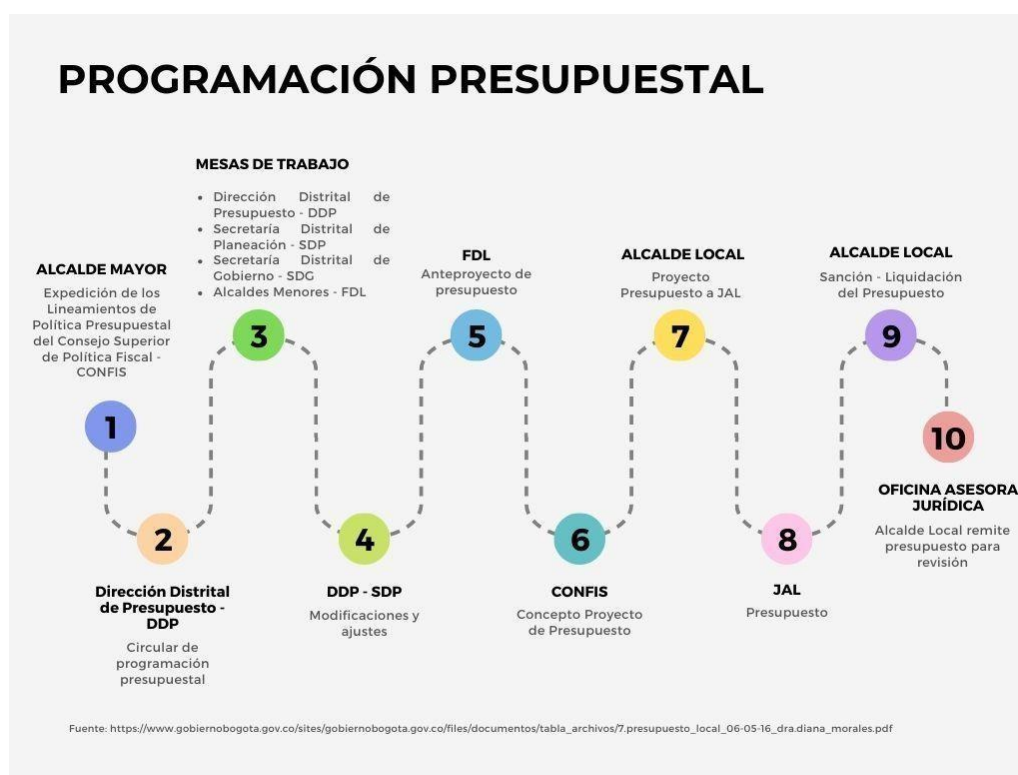 PROGRAMACIÓN PRESUPUESTAL
ALCALDE MAYOR
Expedición de los
Lineamientos de
Política Presupuestal
del Consejo Superior
de Política Fiscal -
CONFIS
1
2
Dirección Distrital
de Presupuesto -
DDP
Circular de
programación
presupuestal
MESAS DE TRABAJO
• Dirección Distrital de
Presupuesto - DDP
• Secretaría Distrital de
Planeación - SDP
• Secretaría Distrital de
Gobierno - SDG
• Alcaldes Menores - FDL
3
4
DDP - SDP
Modificaciones y
ajustes
FDL
Anteproyecto de
presupuesto
5
6
CONFIS
Concepto Proyecto
de Presupuesto
ALCALDE LOCAL
Proyecto
Presupuesto a JAL
7
8
JAL
Presupuesto
ALCALDE LOCAL
Sanción - Liquidación
del Presupuesto
9
10
OFICINA ASESORA
JURÍDICA
Alcalde Local remite
presupuesto para
revisión
Fuente: https://www.gobiernobogota.gov.co/sites/gobiernobogota.gov.co/files/documentos/tabla_archivos/7.presupuesto_local_06-05-16_dra.diana_morales.pdf